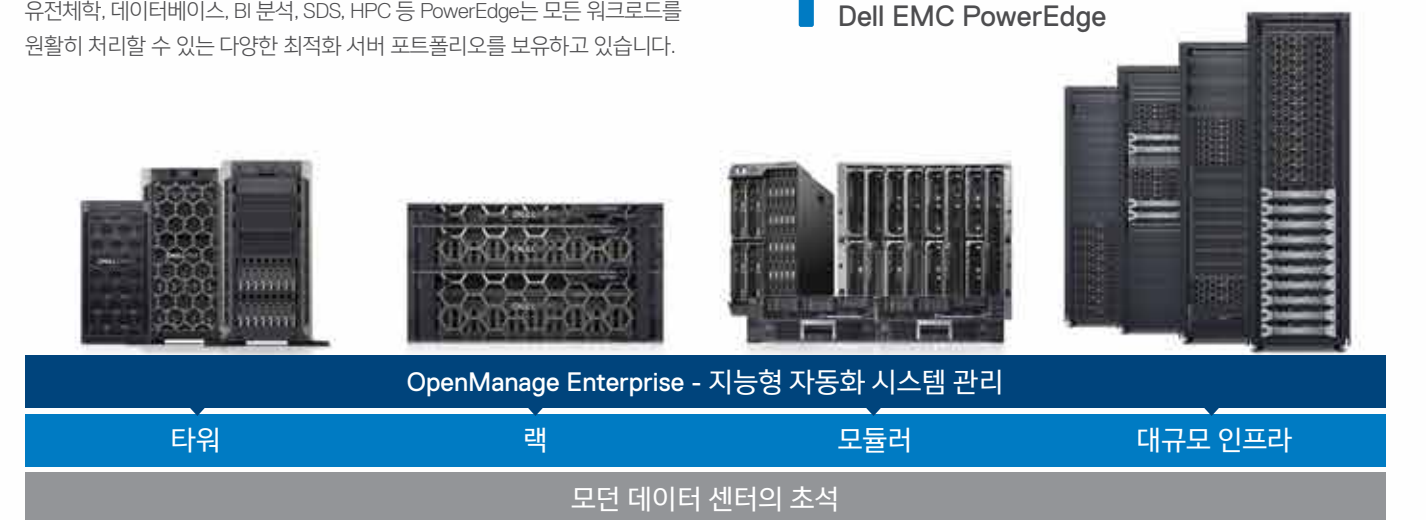 유전체학, 데이터베이스, BI 분석, SDS, HPC 등 PowerEdge는 모든 워크로드를
원활히 처리할 수 있는 다양한 최적화 서버 포트폴리오를 보유하고 있습니다.
Dell EMC PowerEdge
OpenManage Enterprise - 지능형 자동화 시스템 관리
타워
랙
모듈러
대규모 인프라
모던 데이터 센터의 초석